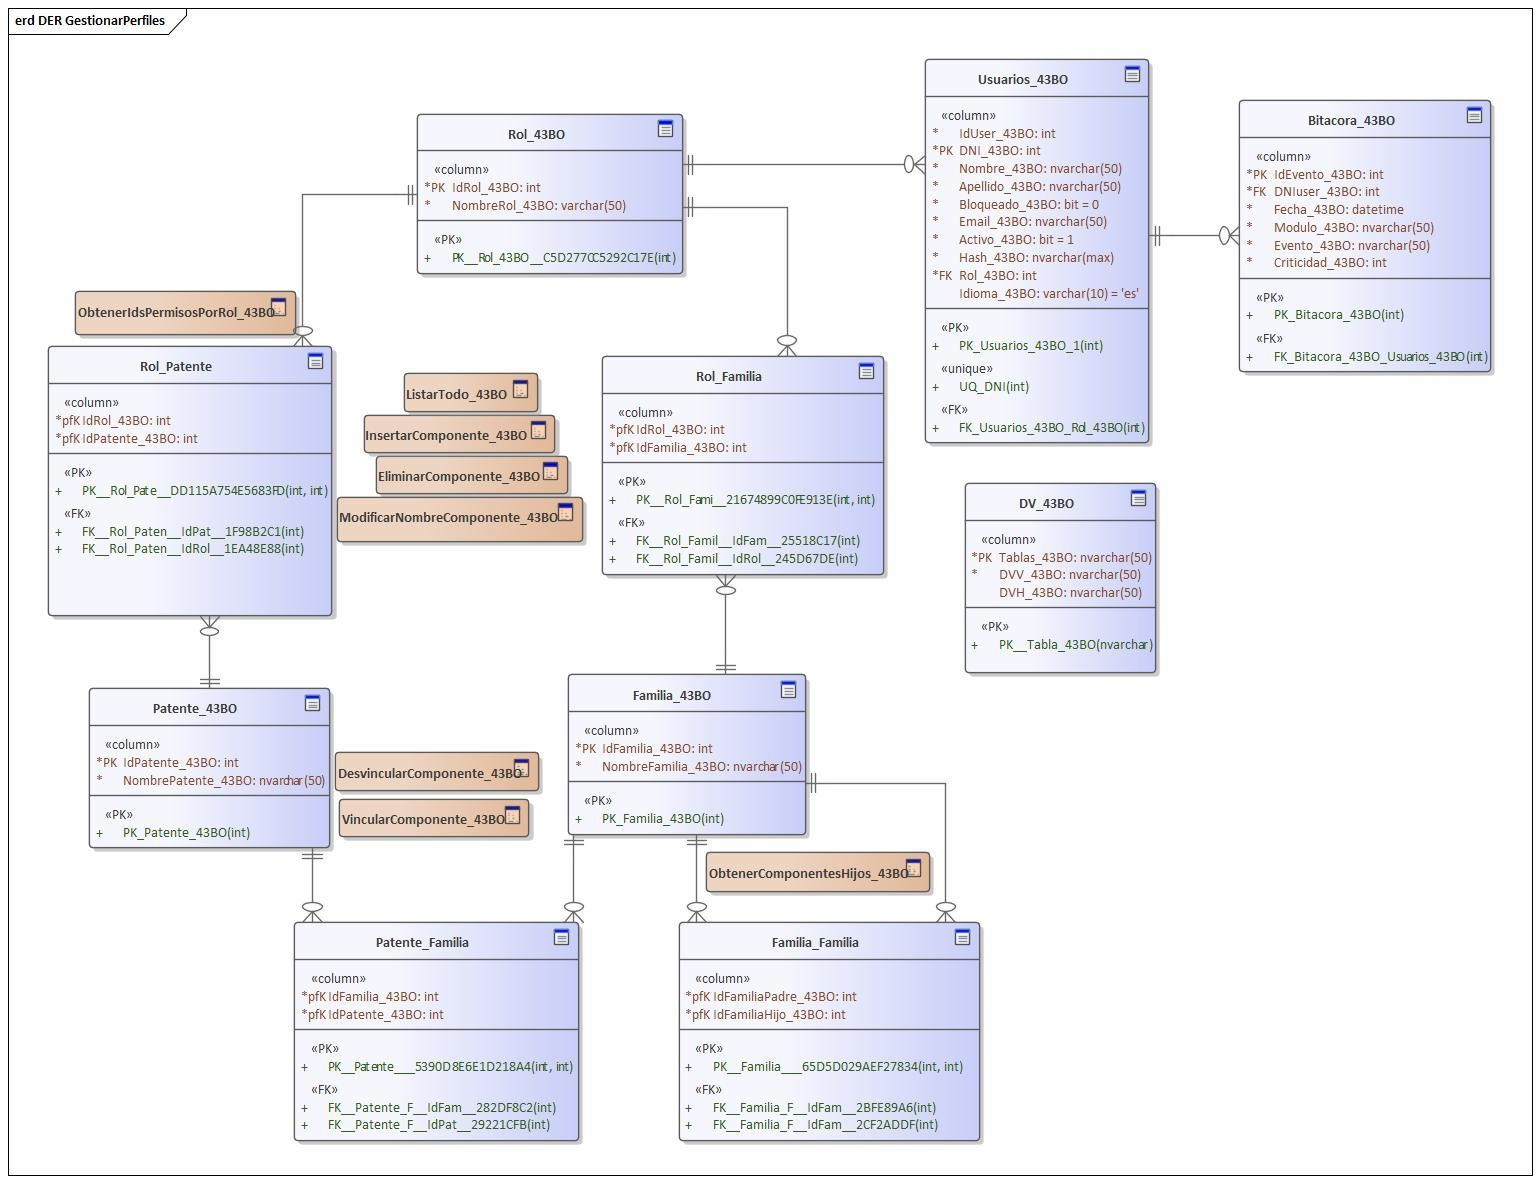 erd DER GestionarPerfiles
Rol_43BO
«column»
*PK IdRol_43BO: int
* NombreRol_43BO: varchar(50)
«PK»
+ PK__Rol_43BO__C5D277CC5292C17E(int)
Usuarios_43BO
«column»
* IdUser_43BO: int
*PK DNI_43BO: int
* Nombre_43BO: nvarchar(50)
* Apellido_43BO: nvarchar(50)
* Bloqueado_43BO: bit = 0
* Email_43BO: nvarchar(50)
* Activo_43BO: bit = 1
* Hash_43BO: nvarchar(max)
*FK Rol_43BO: int
Idioma_43BO: varchar(10) = 'es'
«PK»
+ PK_Usuarios_43BO_1(int)
«unique»
+ UQ_DNI(int)
«FK»
+ FK_Usuarios_43BO_Rol_43BO(int)
Bitacora_43BO
«column»
*PK IdEvento_43BO: int
*FK DNIuser_43BO: int
* Fecha_43BO: datetime
* Modulo_43BO: nvarchar(50)
* Evento_43BO: nvarchar(50)
* Criticidad_43BO: int
«PK»
+ PK_Bitacora_43BO(int)
«FK»
+ FK_Bitacora_43BO_Usuarios_43BO(int)
ObtenerIdsPermisosPorRol_43BO
Rol_Patente
«column»
*pfK IdRol_43BO: int
*pfK IdPatente_43BO: int
«PK»
+ PK__Rol_Pate__DD115A754E5683FD(int, int)
«FK»
+ FK__Rol_Paten__IdPat__1F98B2C1(int)
+ FK__Rol_Paten__IdRol__1EA48E88(int)
ListarTodo_43BO
InsertarComponente_43BO
EliminarComponente_43BO
ModificarNombreComponente_43BO
Rol_Familia
«column»
*pfK IdRol_43BO: int
*pfK IdFamilia_43BO: int
«PK»
+ PK__Rol_Fami__21674899C0FE913E(int, int)
«FK»
+ FK__Rol_Famil__IdFam__25518C17(int)
+ FK__Rol_Famil__IdRol__245D67DE(int)
DV_43BO
«column»
*PK Tablas_43BO: nvarchar(50)
* DVV_43BO: nvarchar(50)
DVH_43BO: nvarchar(50)
«PK»
+ PK__Tabla_43BO(nvarchar)
Patente_43BO
«column»
*PK IdPatente_43BO: int
* NombrePatente_43BO: nvarchar(50)
«PK»
+ PK_Patente_43BO(int)
DesvincularComponente_43BO
VincularComponente_43BO
Familia_43BO
«column»
*PK IdFamilia_43BO: int
* NombreFamilia_43BO: nvarchar(50)
«PK»
+ PK_Familia_43BO(int)
ObtenerComponentesHijos_43BO
Patente_Familia
«column»
*pfK IdFamilia_43BO: int
*pfK IdPatente_43BO: int
«PK»
+ PK__Patente___5390D8E6E1D218A4(int, int)
«FK»
+ FK__Patente_F__IdFam__282DF8C2(int)
+ FK__Patente_F__IdPat__29221CFB(int)
Familia_Familia
«column»
*pfK IdFamiliaPadre_43BO: int
*pfK IdFamiliaHijo_43BO: int
«PK»
+ PK__Familia___65D5D029AEF27834(int, int)
«FK»
+ FK__Familia_F__IdFam__2BFE89A6(int)
+ FK__Familia_F__IdFam__2CF2ADDF(int)